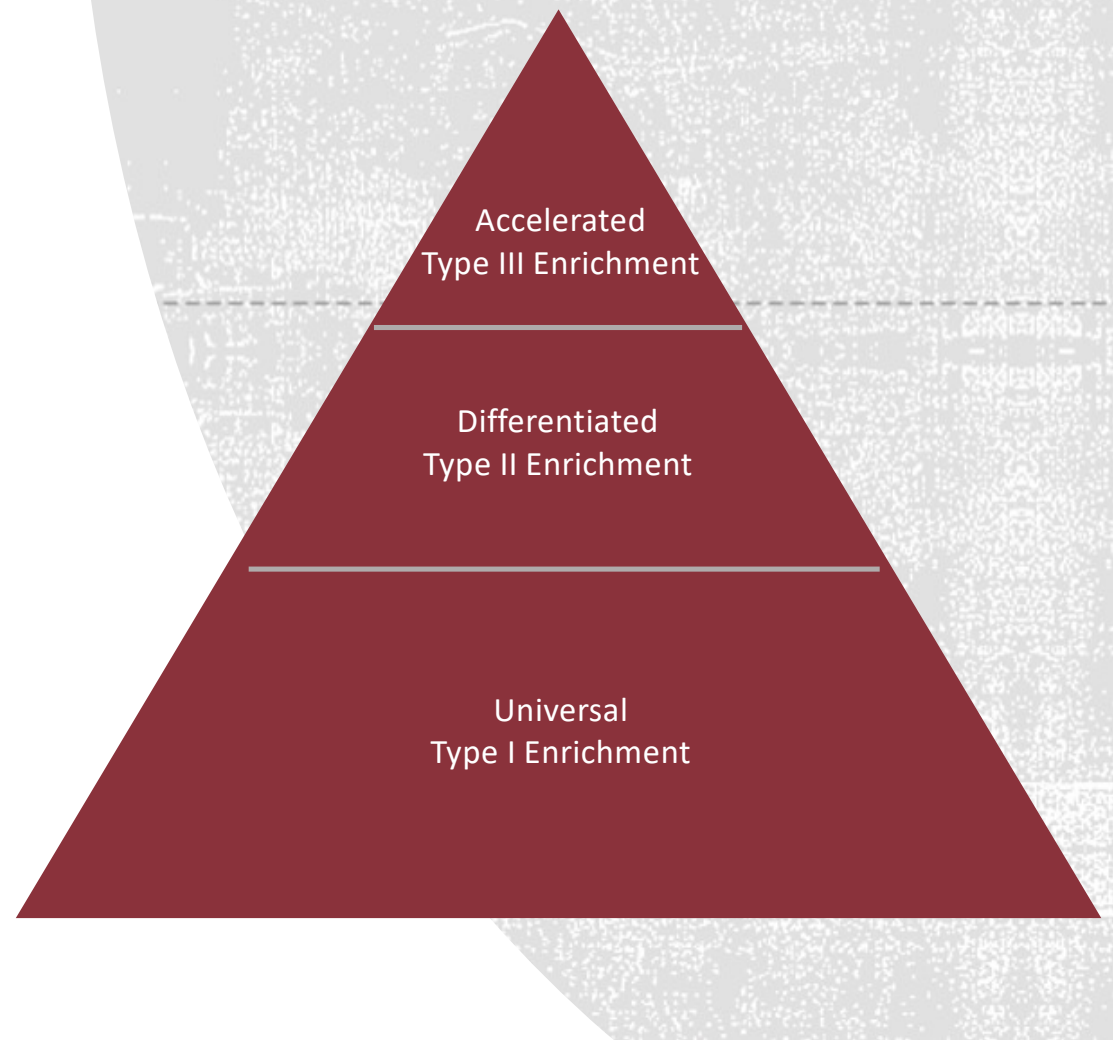 Accelerated
Type III Enrichment
Differentiated
Type II Enrichment
Universal
Type I Enrichment